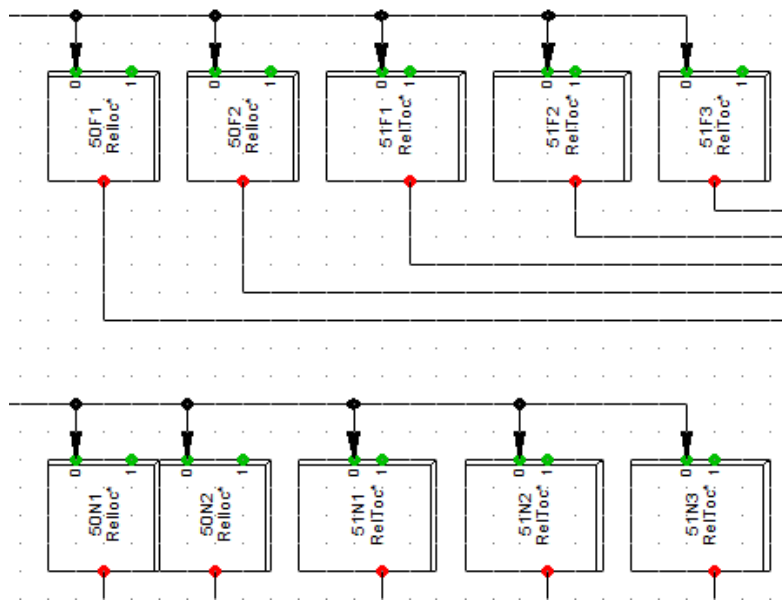 0 1 0 1 0 1 0 1 0 1
50F1
RelIoc*
50F2
RelIoc*
51F1
RelToc*
51F2
RelToc*
51F3
RelToc*
0 1 0 1 0 1 0 1 0 1
50N1
RelIoc*
50N2
RelIoc*
51N1
RelToc*
51N2
RelToc*
51N3
RelToc*